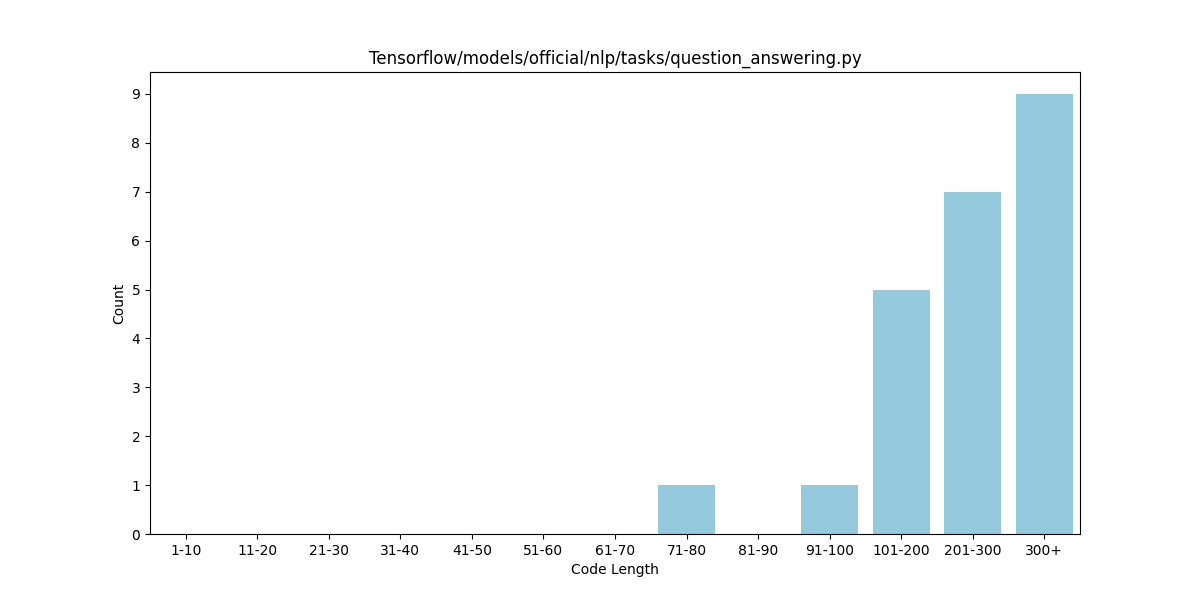 Tensorflow/models/official/nlp/tasks/question_answering.py
9
8
7
6
5
4
3
2
1
0
Count
1-10 11-20 21-30 31-40 41-50 51-60 61-70 71-80 81-90 91-100 101-200 201-300 300+
Code Length